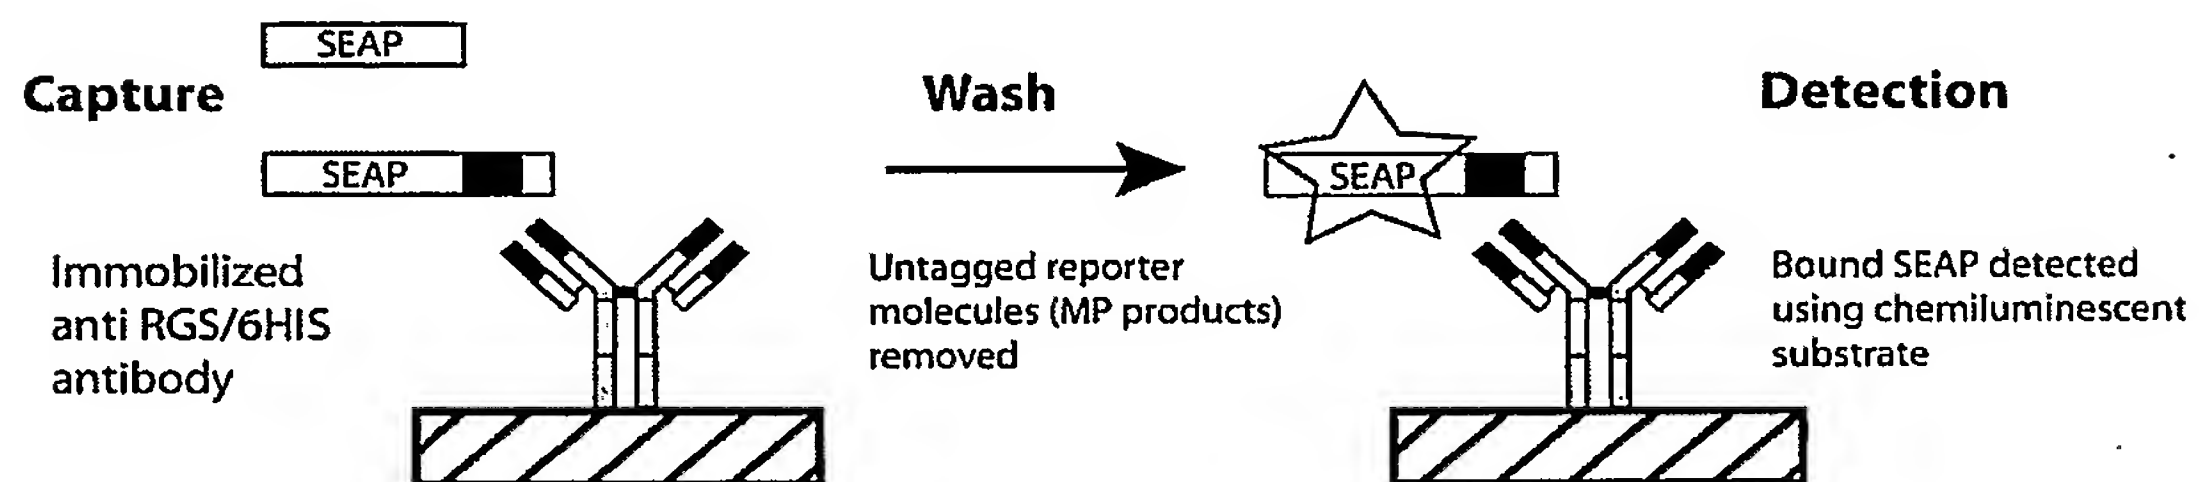 SEAP
Capture
SEAP
Immobilized
anti RGS/6HIS
antibody
Wash
Untagged reporter
molecules (MP products)
removed
Detection
SEAP
Bound SEAP detected
using chemiluminescent
substrate